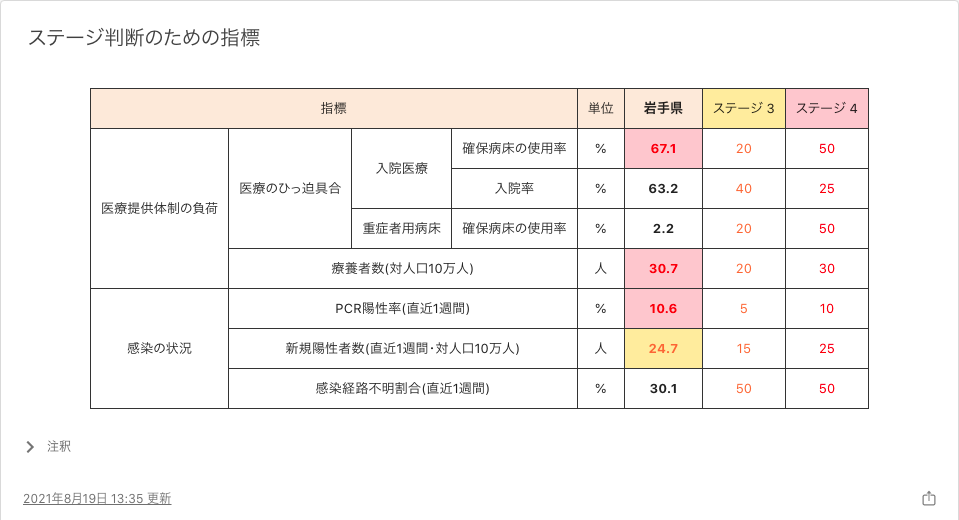 ステージ判断のための指標
指標 単位 岩手県 ステージ 3 ステージ 4
医療提供体制の負荷 医療のひっ迫具合 入院医療 確保病床の使用率 % 67.1 20 50
入院率 % 63.2 40 25
重症者用病床 確保病床の使用率 % 2.2 20 50
療養者数(対人口10万人) 人 30.7 20 30
感染の状況 PCR陽性率(直近1週間) % 10.6 5 10
新規陽性者数(直近1週間･対人口10万人) 人 24.7 15 25
感染経路不明割合(直近1週間) % 30.1 50 50
注釈
2021年8月19日 13:35 更新